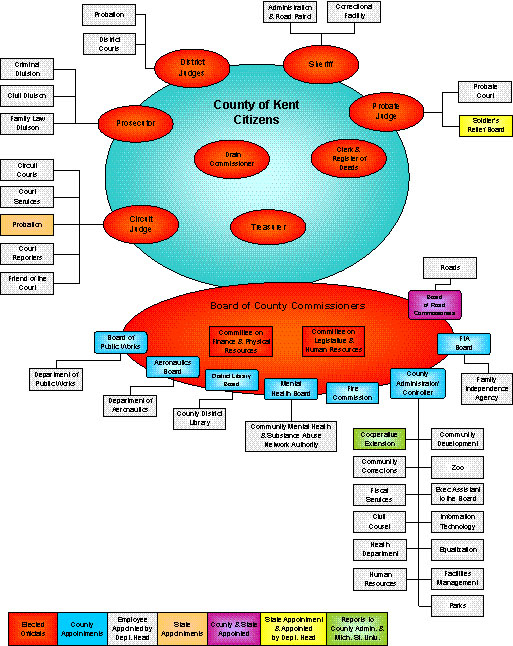 Probation
District
Courts
Administration
& Road Patrol
Correctional
Facility
Criminal
Division
Civil Division
Family Law
Division
District
Judges
Sheriff
Prosecutor
Probate
Judge
Probate
Court
Soldier's
Relief Board
County of Kent
Citizens
Drain
Commissioner
Clerk &
Register of
Deeds
Circuit
Judge
Treasurer
Circuit
Courts
Court
Services
Probation
Court
Reporters
Friend of the
Court
Roads
Board
of Road
Commissioners
Board of County Commissioners
Committee on
Finance & Physical
Resources
Committee on
Legislative &
Human Resources
Board of
Public Works
Aeronautics
Board
District Library
Board
Mental
Health Board
Fire
Commission
County
Administrator/
Controller
FIA
Board
Department of
Public Works
Department of
Aeronautics
County District
Library
Community Mental Health
& Substance Abuse
Network Authority
Family
Independence
Agency
Cooperative
Extension
Community
Development
Community
Corrections
Zoo
Fiscal
Services
Exec Assistant
to the Board
Civil
Cousel
Information
Technology
Health
Department
Equalization
Human
Resources
Facilities
Management
Parks
Elected
Officials
County
Appointments
Employee
Appointed by
Dept. Head
State
Appointments
County & State
Appointed
State Appointment
& Appointed
by Dept. Head
Reports to
County Admin. &
Mich. St. Univ.